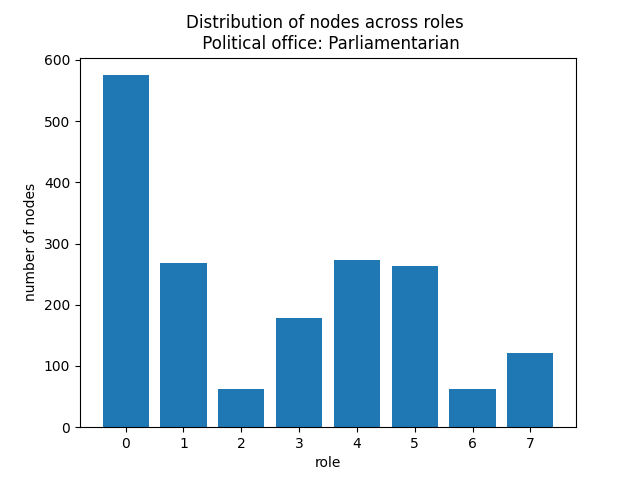 Distribution of nodes across roles
Political office: Parliamentarian
600
500
400
300
200
100
0
number of nodes
0 1 2 3 4 5 6 7
role